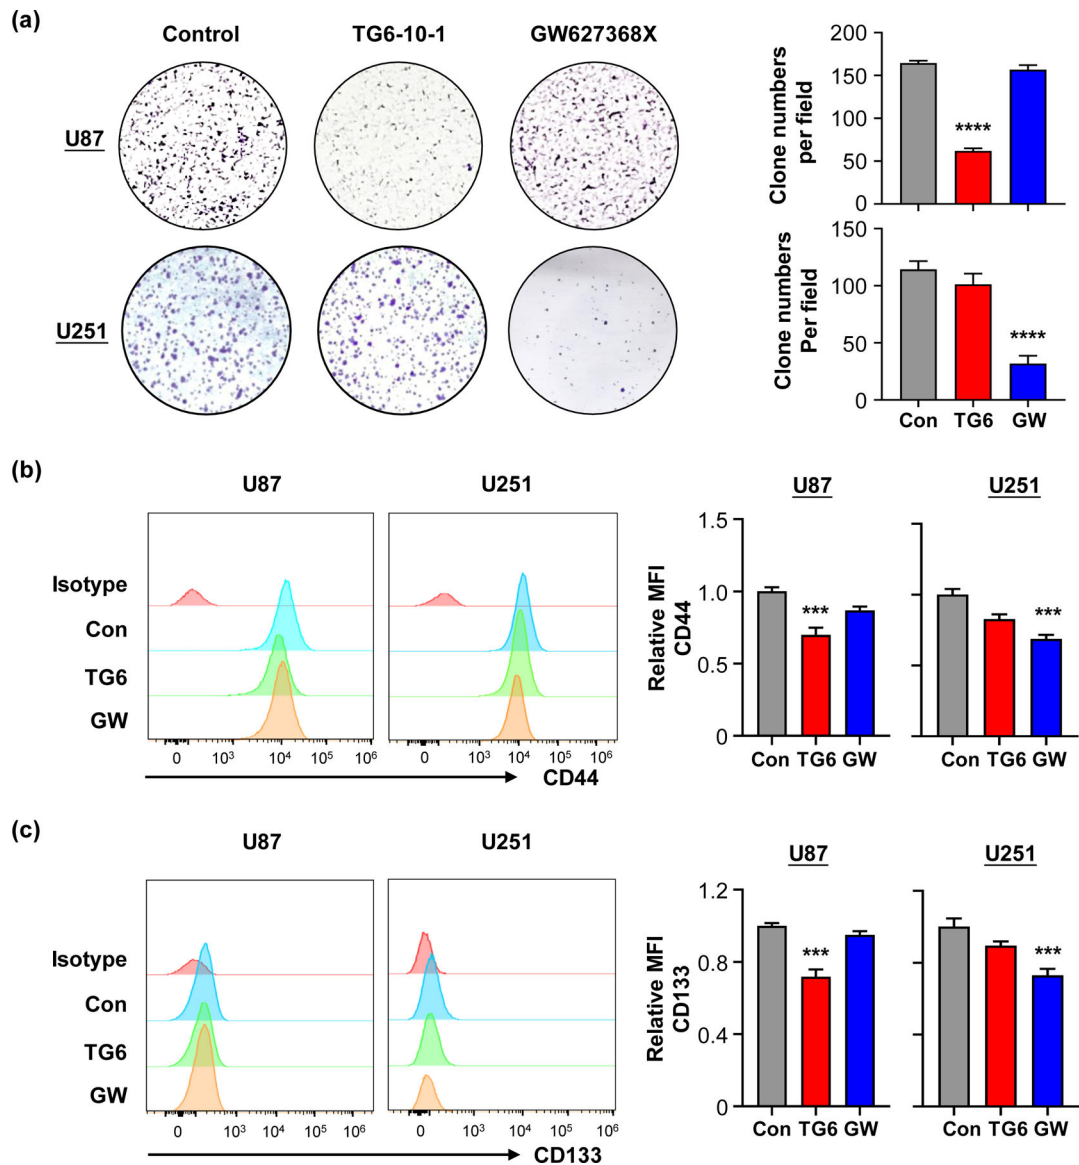 (a)
Control TG6-10-1 GW627368X
U87
U251
Clone numbers
per field
200
150
100
50
0
****
Clone numbers
Per field
150
100
50
0
****
Con TG6 GW
(b)
U87 U251
Isotype
Con
TG6
GW
0 10³ 10⁴ 10⁵ 10⁶
0 10³ 10⁴ 10⁵ 10⁶
CD44
U87 U251
Relative MFI
CD44
1.5
1.0
0.5
0
***
***
Con TG6 GW
Con TG6 GW
(c)
U87 U251
Isotype
Con
TG6
GW
0 10³ 10⁴ 10⁵ 10⁶
0 10³ 10⁴ 10⁵ 10⁶
CD133
U87 U251
Relative MFI
CD133
1.2
0.8
0.4
0
***
***
Con TG6 GW
Con TG6 GW